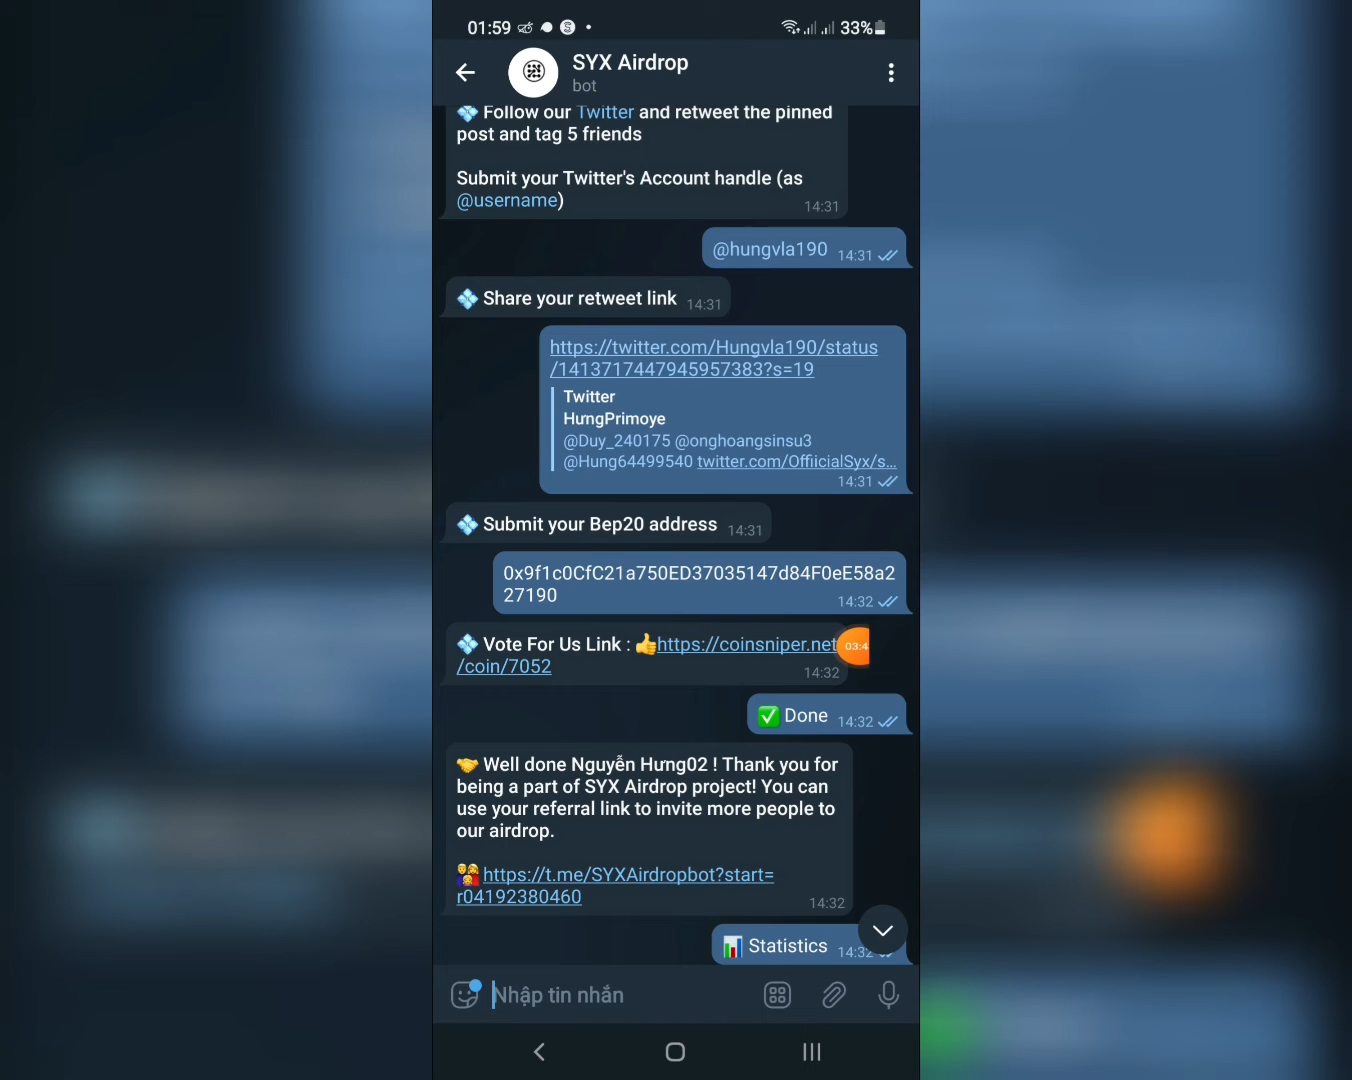 01:59
33%
SYX Airdrop
bot
Follow our Twitter and retweet the pinned
post and tag 5 friends
Submit your Twitter's Account handle (as
@username)
14:31
@hungvla190 14:31
Share your retweet link 14:31
https://twitter.com/Hungvla190/status
/1413717447945957383?s=19
Twitter
HưngPrimoye
@Duy_240175 @onghoangsinsu3
@Hung64499540 twitter.com/OffiicialSyx/s...
14:31
Submit your Bep20 address 14:31
0x9f1c0CfC21a750ED37035147d84F0eE58a2
27190
14:32
Vote For Us Link : 👍https://coinsniper.net
/coin/7052
03:4
14:32
✅ Done 14:32
Well done Nguyễn Hưng02 ! Thank you for
being a part of SYX Airdrop project! You can
use your referral link to invite more people to
our airdrop.
https://t.me/SYXAirdropbot?start=
r04192380460
14:32
📊 Statistics 14:32
Nhập tin nhắn